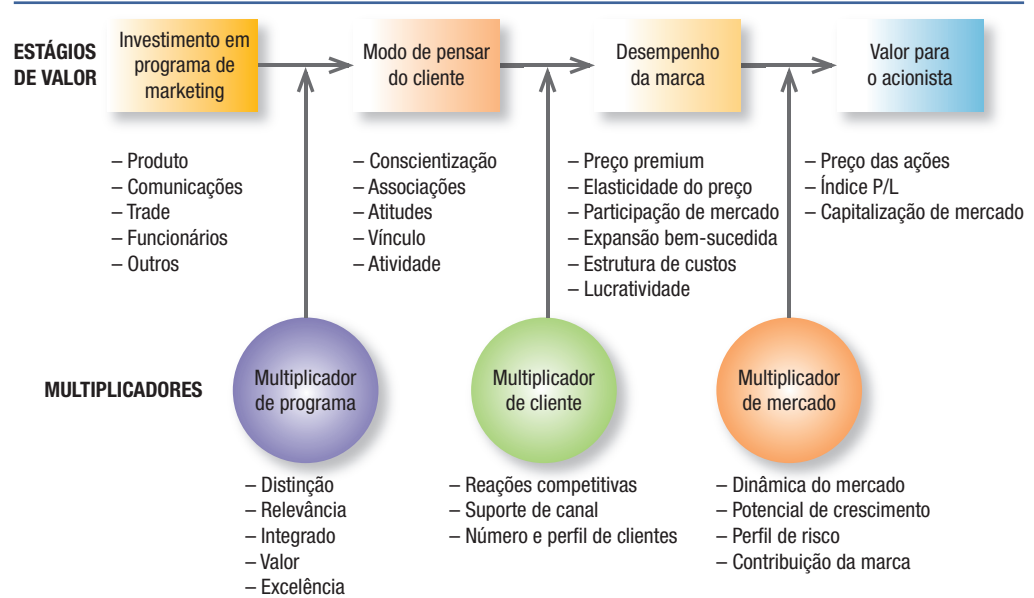 ESTÁGIOS
DE VALOR
Investimento em
programa de
marketing
Modo de pensar
do cliente
Desempenho
da marca
Valor para
o acionista
– Produto
– Comunicações
– Trade
– Funcionários
– Outros
– Conscientização
– Associações
– Atitudes
– Vínculo
– Atividade
– Preço premium
– Elasticidade do preço
– Participação de mercado
– Expansão bem-sucedida
– Estrutura de custos
– Lucratividade
– Preço das ações
– Índice P/L
– Capitalização de mercado
MULTIPLICADORES
Multiplicador
de programa
Multiplicador
de cliente
Multiplicador
de mercado
– Distinção
– Relevância
– Integrado
– Valor
– Excelência
– Reações competitivas
– Suporte de canal
– Número e perfil de clientes
– Dinâmica do mercado
– Potencial de crescimento
– Perfil de risco
– Contribuição da marca